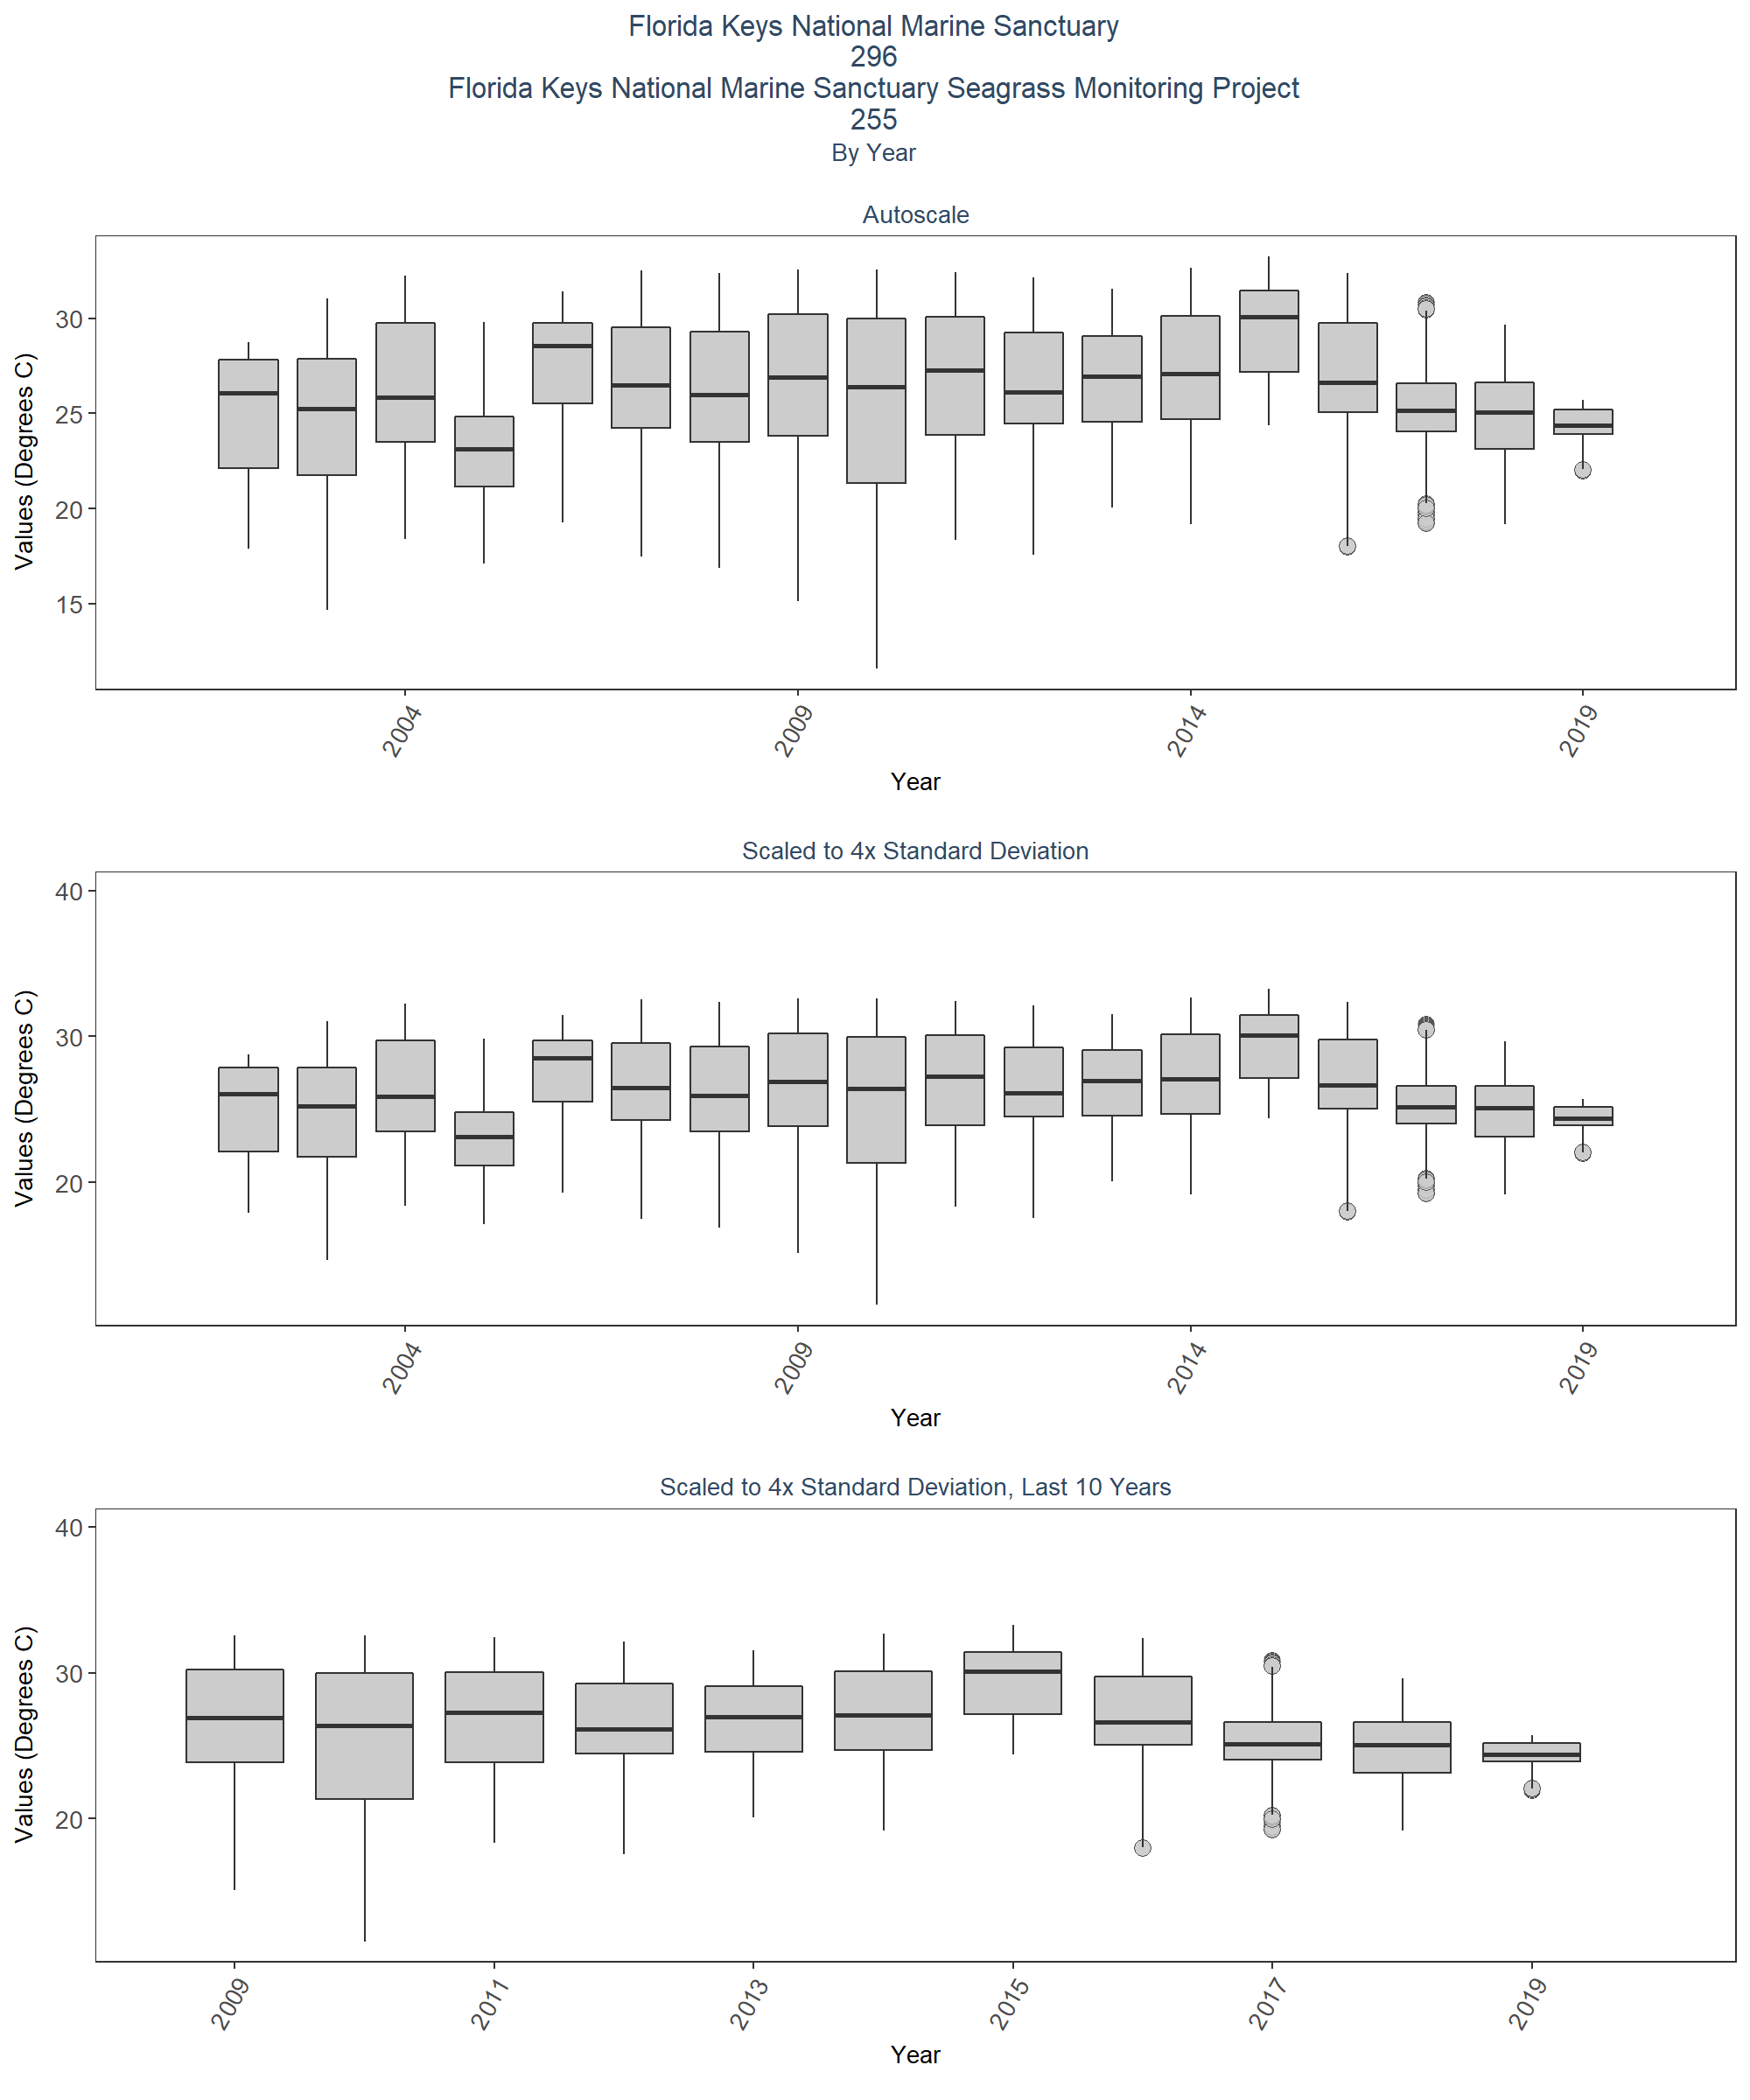 Florida Keys National Marine Sanctuary
296
Florida Keys National Marine Sanctuary Seagrass Monitoring Project
255
By Year
Autoscale
Values (Degrees C)
30
25
20
15
2004
2009
2014
2019
Year
Scaled to 4x Standard Deviation
Values (Degrees C)
40
30
20
2004
2009
2014
2019
Year
Scaled to 4x Standard Deviation, Last 10 Years
Values (Degrees C)
40
30
20
2009
2011
2013
2015
2017
2019
Year